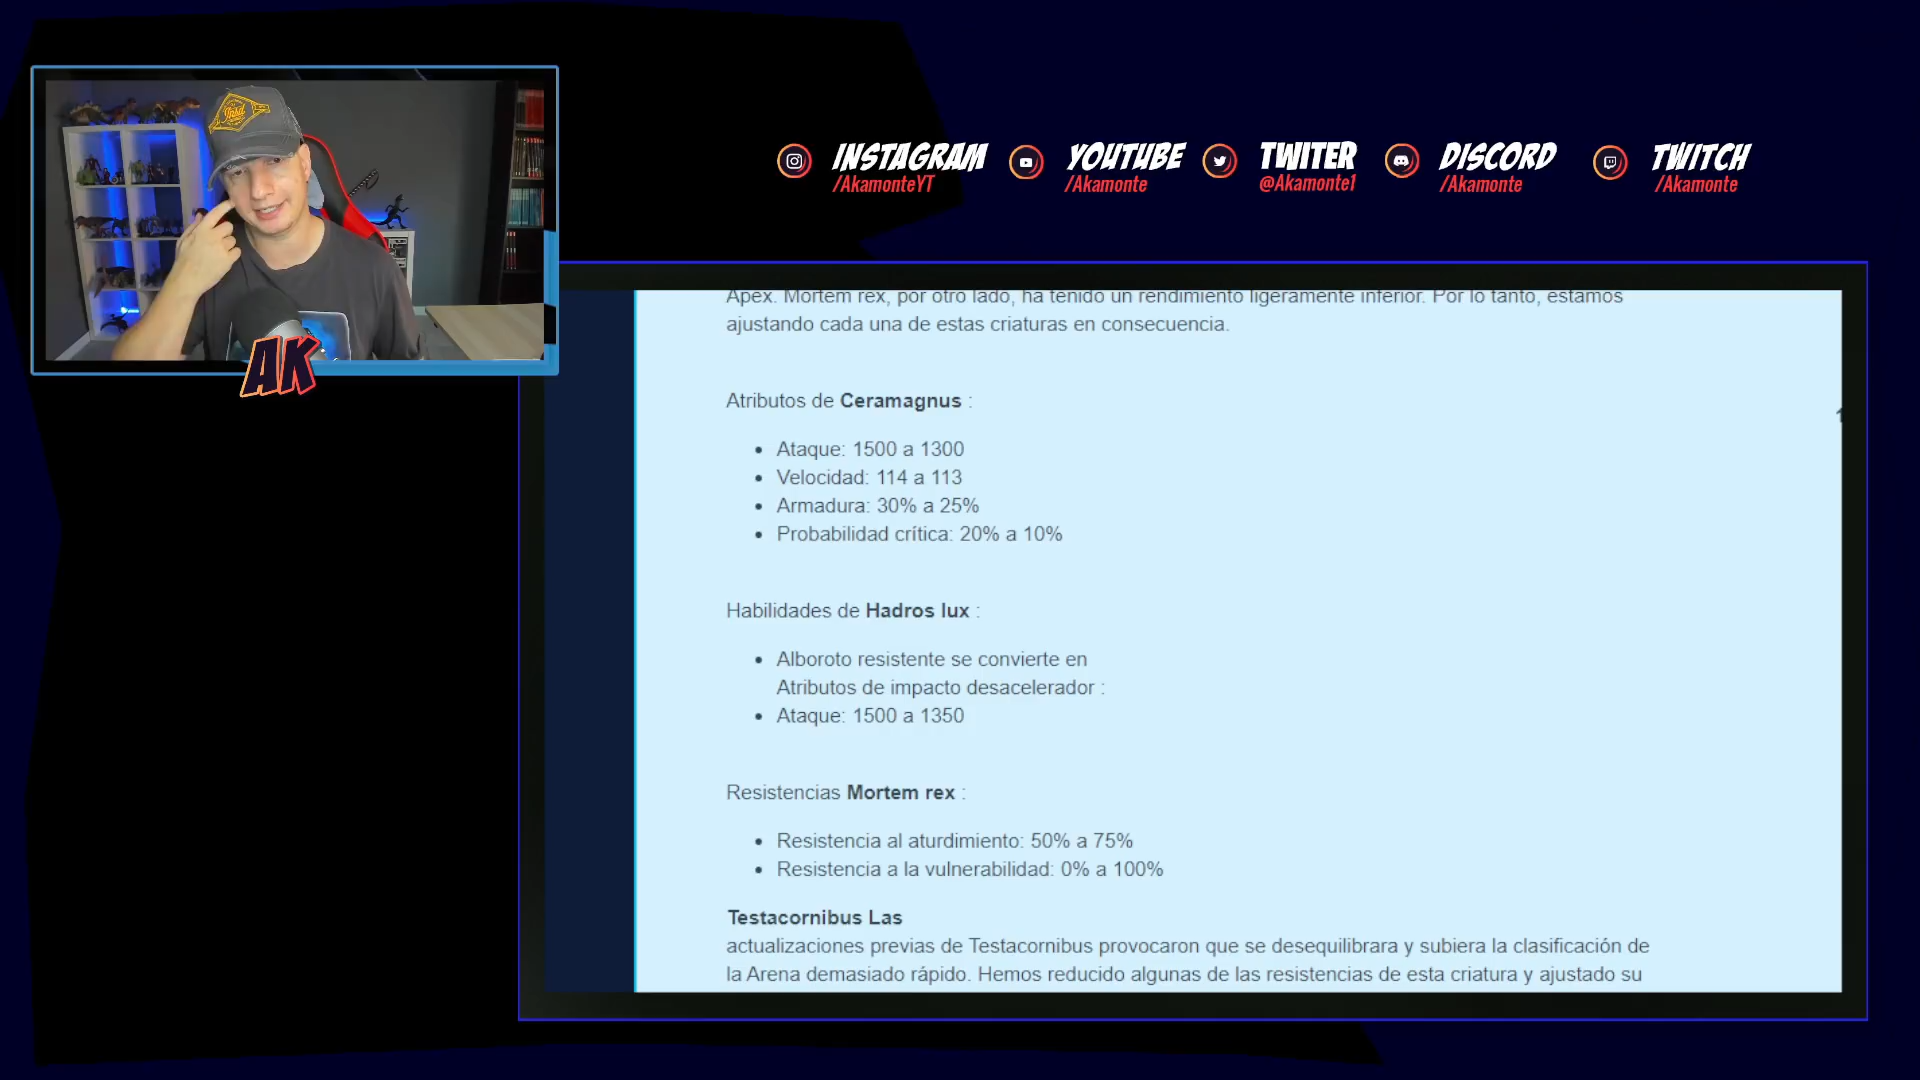 INSTAGRAM
/AkamonteYT
YOUTUBE
/Akamonte
TWITER
@Akamonte1
DISCORD
/Akamonte
TWITCH
/Akamonte
AK
Apex. Mortem rex, por otro lado, ha tenido un rendimiento ligeramente inferior. Por lo tanto, estamos
ajustando cada una de estas criaturas en consecuencia.
Atributos de Ceramagnus :
• Ataque: 1500 a 1300
• Velocidad: 114 a 113
• Armadura: 30% a 25%
• Probabilidad crítica: 20% a 10%
Habilidades de Hadros lux :
• Alboroto resistente se convierte en
Atributos de impacto desacelerador :
• Ataque: 1500 a 1350
Resistencias Mortem rex :
• Resistencia al aturdimiento: 50% a 75%
• Resistencia a la vulnerabilidad: 0% a 100%
Testacornibus Las
actualizaciones previas de Testacornibus provocaron que se desequilibrara y subiera la clasificación de
la Arena demasiado rápido. Hemos reducido algunas de las resistencias de esta criatura y ajustado su